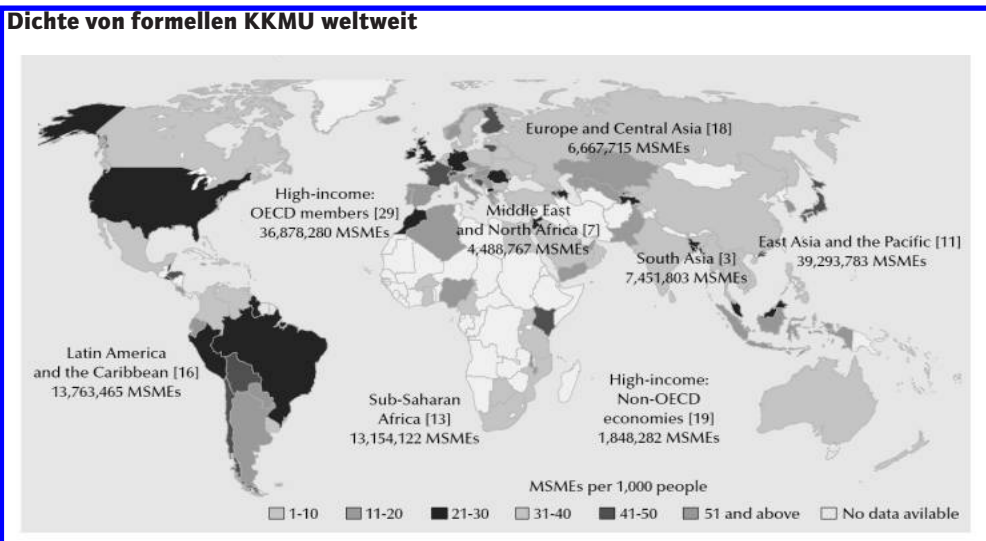 Dichte von formellen KKMU weltweit
Europe and Central Asia [18]
6,667,715 MSMEs
High-income:
OECD members [29]
36,878,280 MSMEs
Middle East
and North Africa [7]
4,488,767 MSMEs
East Asia and the Pacific [11]
39,293,783 MSMEs
South Asia [3]
7,451,803 MSMEs
Latin America
and the Caribbean [16]
13,763,465 MSMEs
Sub-Saharan
Africa [13]
13,154,122 MSMEs
High-income:
Non-OECD
economies [19]
1,848,282 MSMEs
MSMEs per 1,000 people
1-10 11-20 21-30 31-40 41-50 51 and above No data avilable